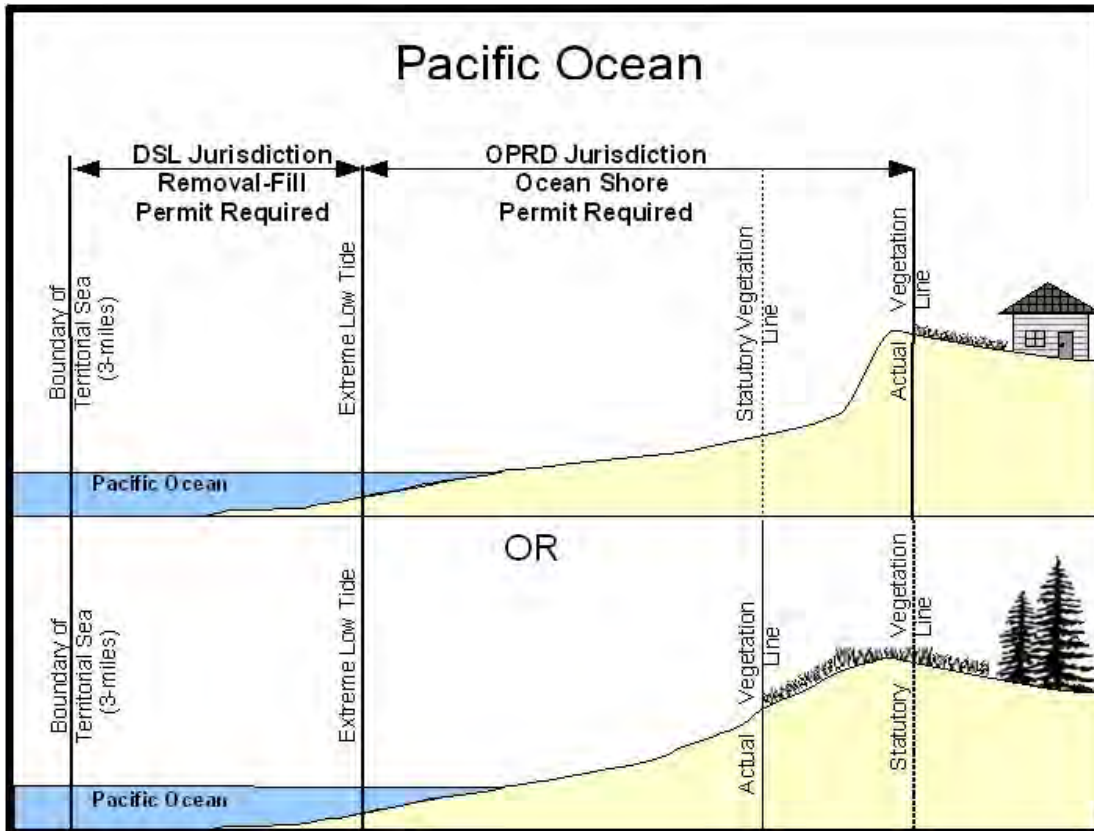 Pacific Ocean
DSL Jurisdiction
Removal-Fill
Permit Required
OPRD Jurisdiction
Ocean Shore
Permit Required
Boundary of
Territorial Sea
(3-miles)
Extreme Low Tide
Statutory Vegetation
Line
Actual Vegetation
Line
Pacific Ocean
OR
Boundary of
Territorial Sea
(3-miles)
Extreme Low Tide
Actual Vegetation
Line
Statutory Vegetation
Line
Pacific Ocean